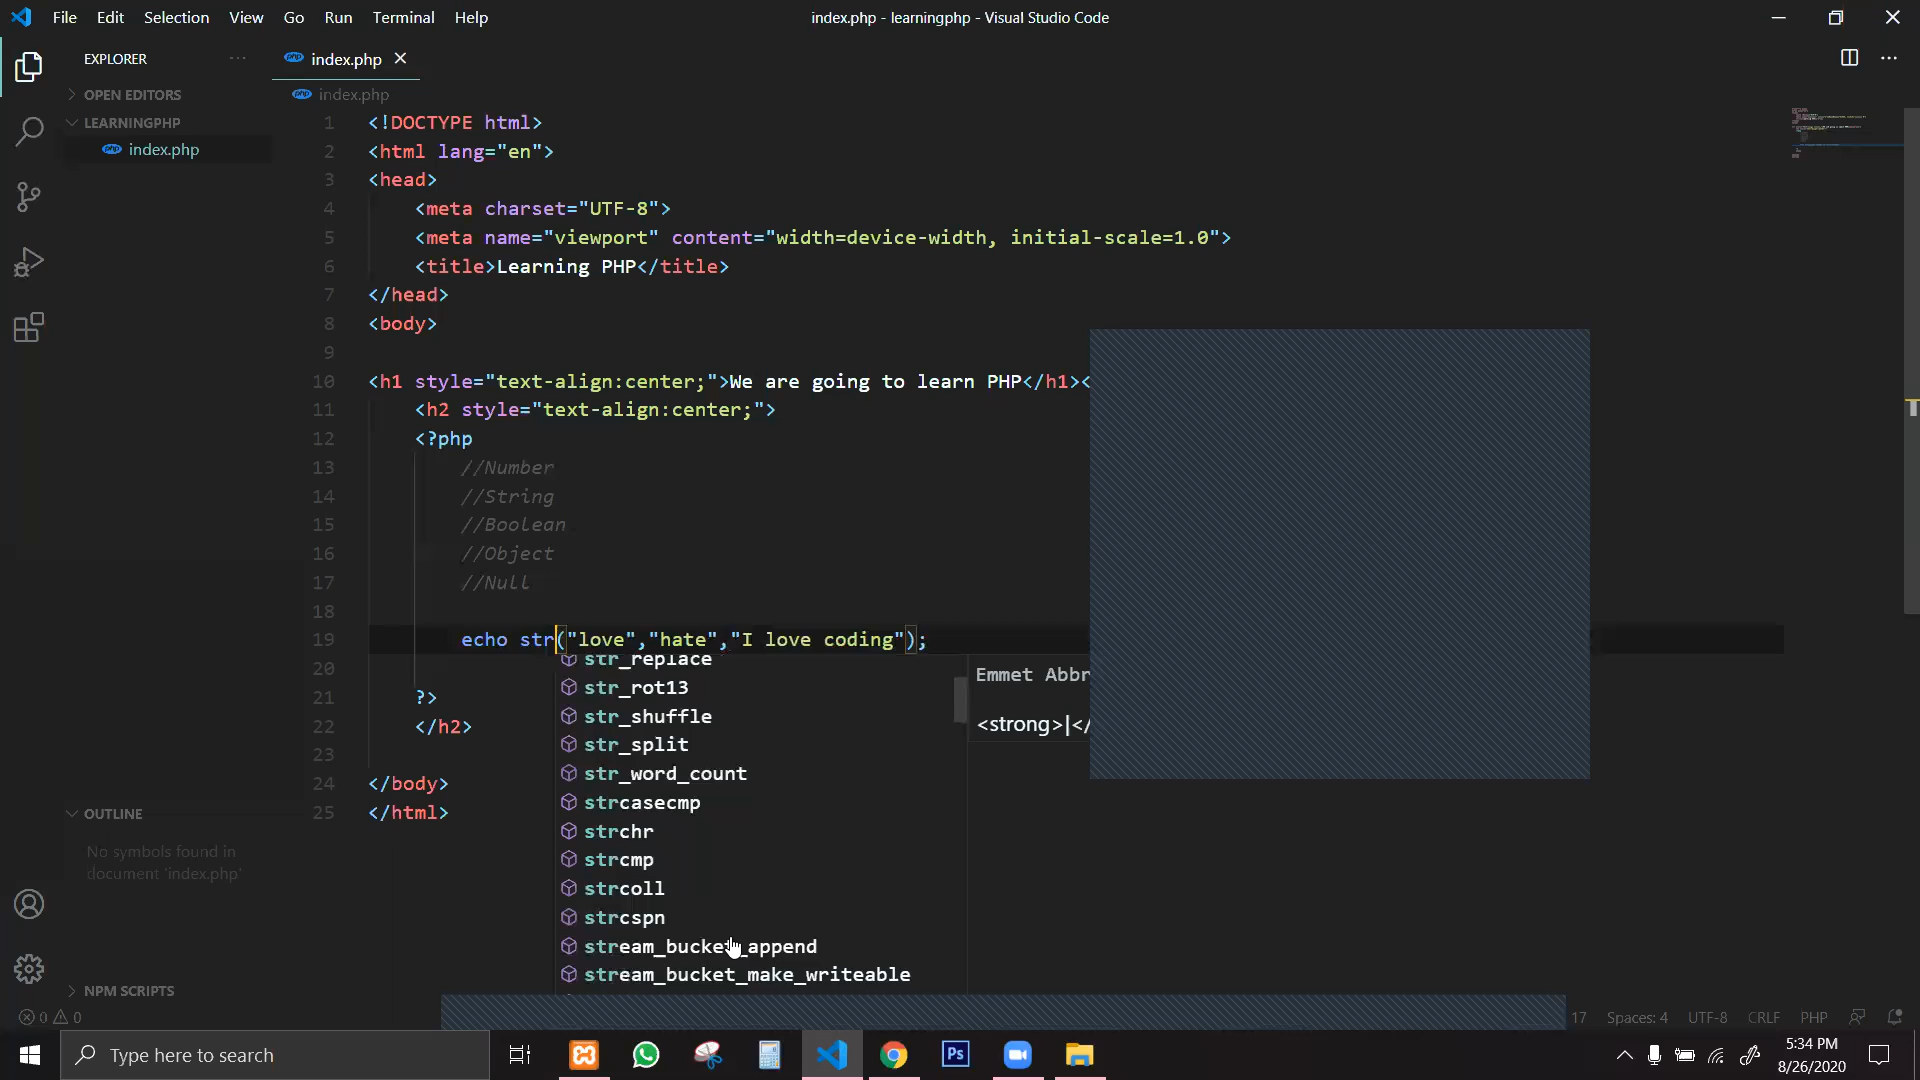 File Edit Selection View Go Run Terminal Help
index.php - learningphp - Visual Studio Code
EXPLORER
OPEN EDITORS
LEARNINGPHP
index.php
index.php
index.php
1 <!DOCTYPE html>
2 <html lang="en">
3 <head>
4 <meta charset="UTF-8">
5 <meta name="viewport" content="width=device-width, initial-scale=1.0">
6 <title>Learning PHP</title>
7 </head>
8 <body>
9
10 <h1 style="text-align:center;">We are going to learn PHP</h1><
11 <h2 style="text-align:center;">
12 <?php
13 //Number
14 //String
15 //Boolean
16 //Object
17 //Null
18
19 echo str("love","hate","I love coding");
20
21 ?>
22 </h2>
23
24 </body>
25 </html>
str_replace
str_rot13
str_shuffle
str_split
str_word_count
strcasecmp
strchr
strcmp
strcoll
strcspn
stream_bucket_append
stream_bucket_make_writeable
Emmet Abbr
<strong>|</
OUTLINE
No symbols found in
document 'index.php'
NPM SCRIPTS
0 0
17 Spaces: 4 UTF-8 CRLF PHP
Type here to search
Ps
5:34 PM
8/26/2020